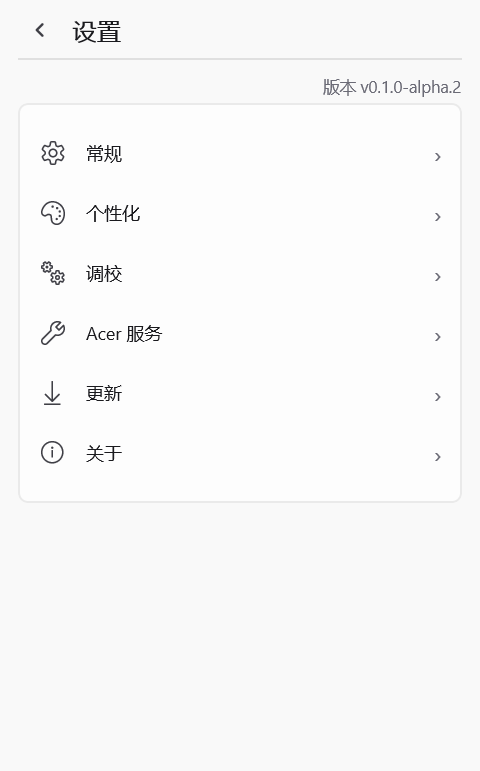 设置
版本 v0.1.0-alpha.2
常规
个性化
调校
Acer 服务
更新
关于